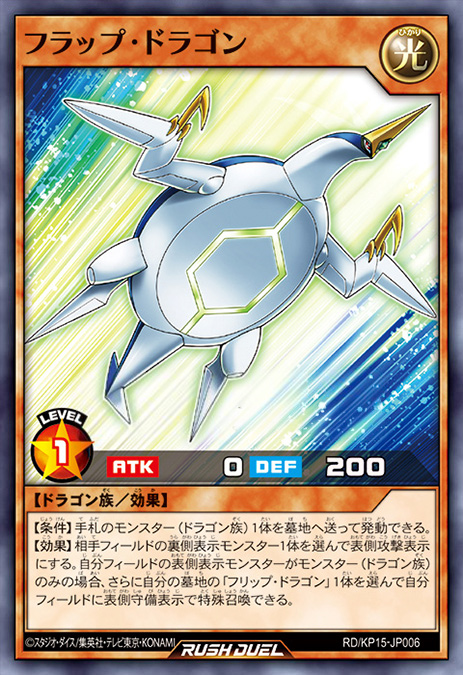 フラップ・ドラゴン
ひかり
光
LEVEL
1
ATK 0 DEF 200
【ドラゴン族／効果】
【条件】手札のモンスター(ドラゴン族)1体を墓地へ送って発動できる。
【効果】相手フィールドの裏側表示モンスター1体を選んで表側攻撃表示
にする。自分フィールドの表側表示モンスターがモンスター(ドラゴン族)
のみの場合、さらに自分の墓地の「フリップ・ドラゴン」1体を選んで自分
フィールドに表側守備表示で特殊召喚できる。
©スタジオ・ダイス/集英社・テレビ東京・KONAMI
RUSH DUEL
RD/KP15-JP006